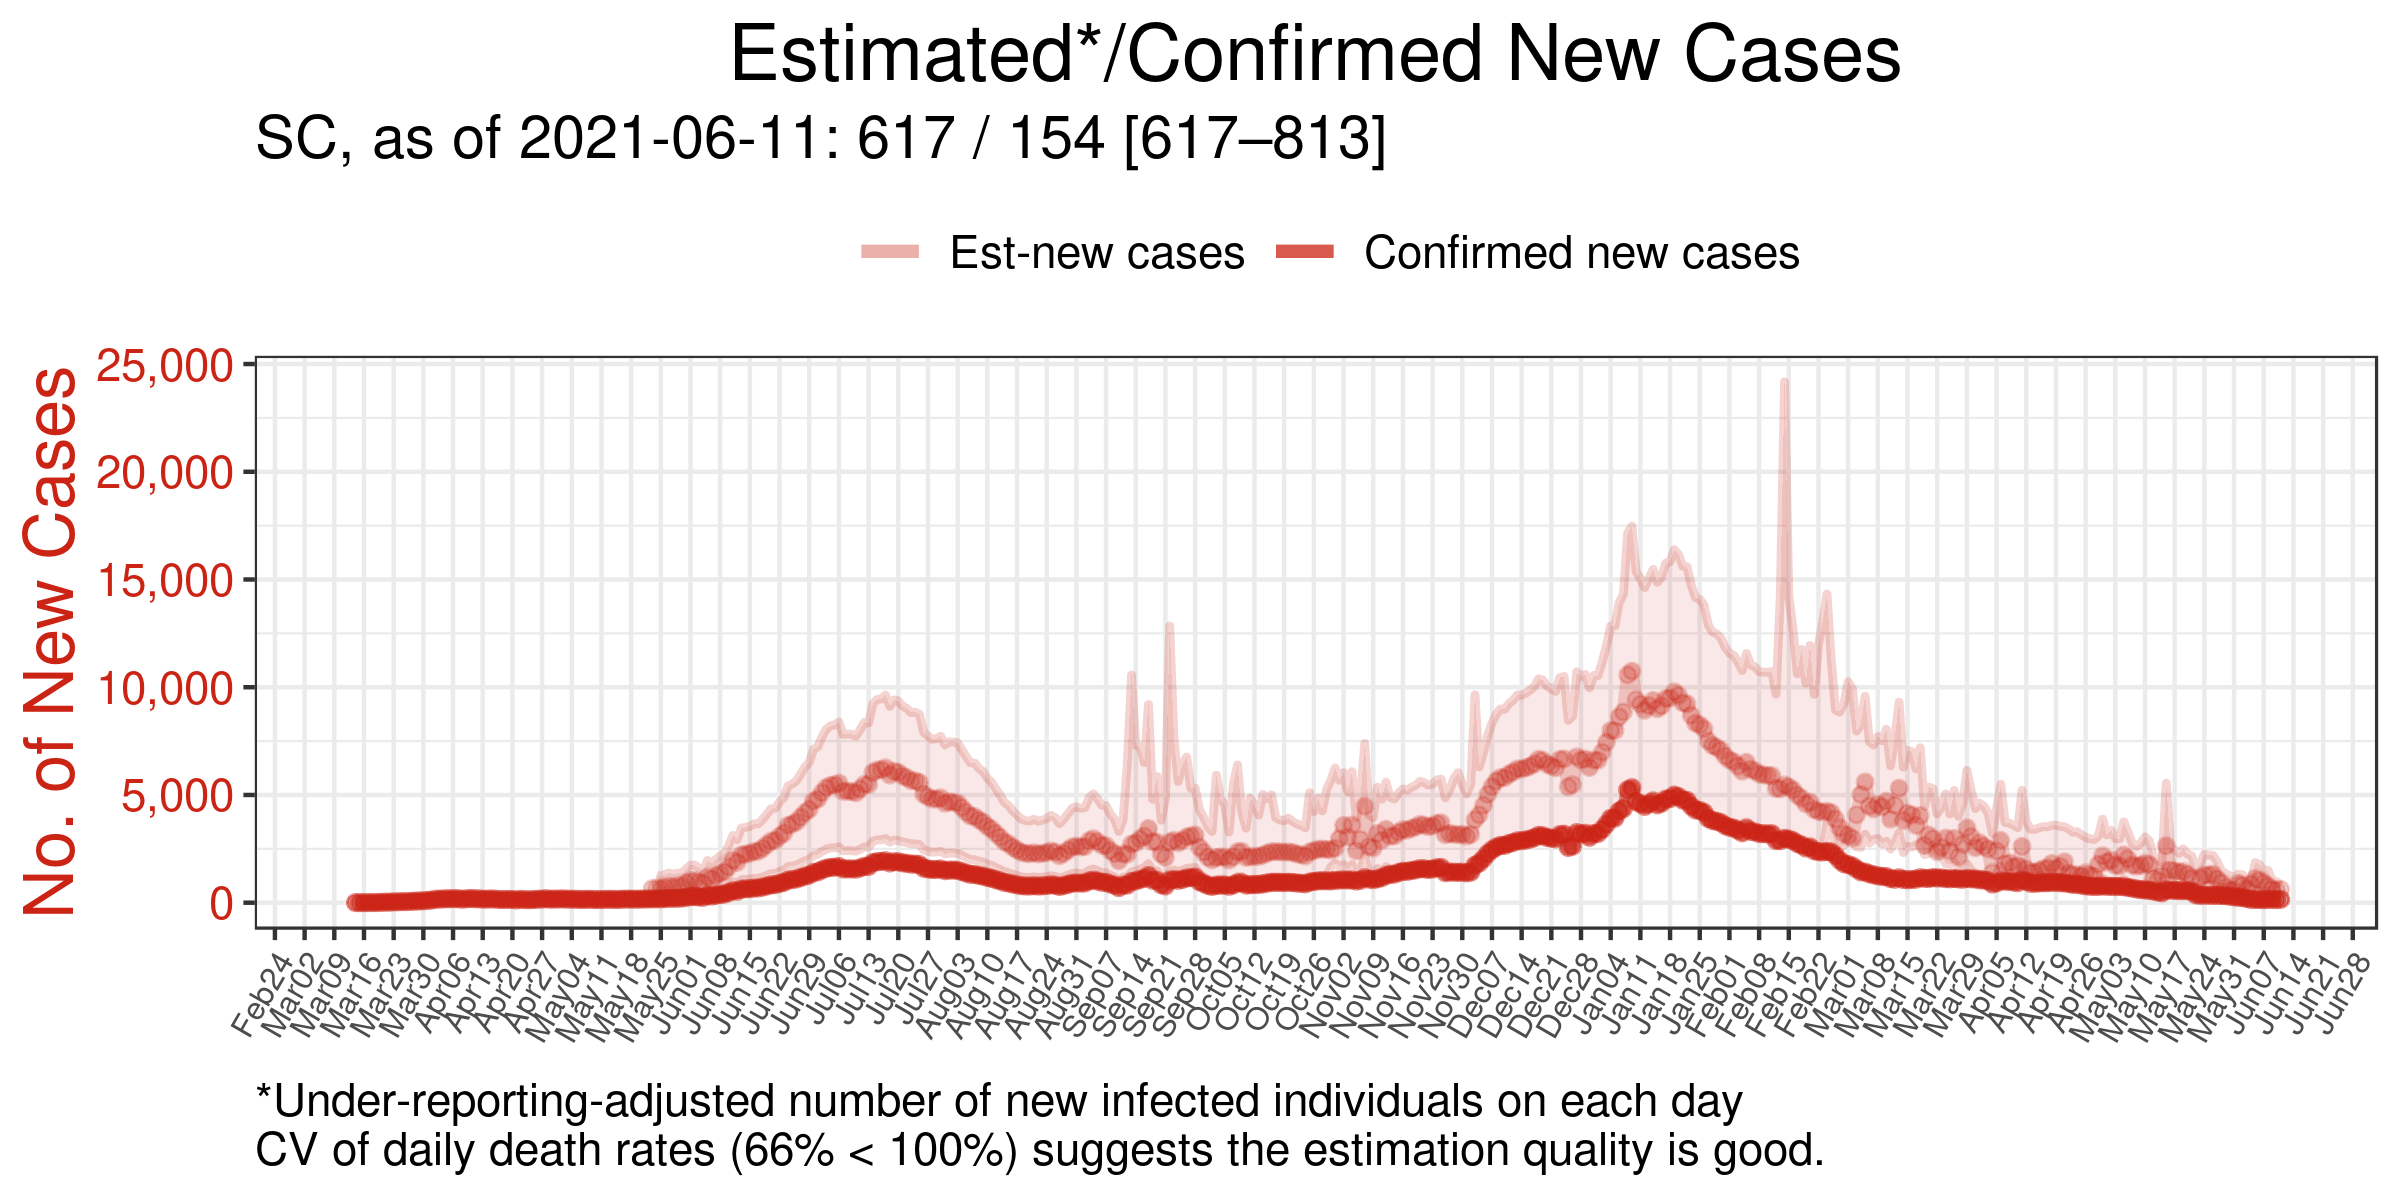 Estimated*/Confirmed New Cases
SC, as of 2021-06-11: 617 / 154 [617–813]
Est-new cases Confirmed new cases
No. of New Cases
25,000
20,000
15,000
10,000
5,000
0
Feb24 Mar02 Mar09 Mar16 Mar23 Mar30 Apr06 Apr13 Apr20 Apr27 May04 May11 May18 May25 Jun01 Jun08 Jun15 Jun22 Jun29 Jul06 Jul13 Jul20 Jul27 Aug03 Aug10 Aug17 Aug24 Aug31 Sep07 Sep14 Sep21 Sep28 Oct05 Oct12 Oct19 Oct26 Nov02 Nov09 Nov16 Nov23 Nov30 Dec07 Dec14 Dec21 Dec28 Jan04 Jan11 Jan18 Jan25 Feb01 Feb08 Feb15 Feb22 Mar01 Mar08 Mar15 Mar22 Mar29 Apr05 Apr12 Apr19 Apr26 May03 May10 May17 May24 May31 Jun07 Jun14 Jun21 Jun28
*Under-reporting-adjusted number of new infected individuals on each day
CV of daily death rates (66% < 100%) suggests the estimation quality is good.